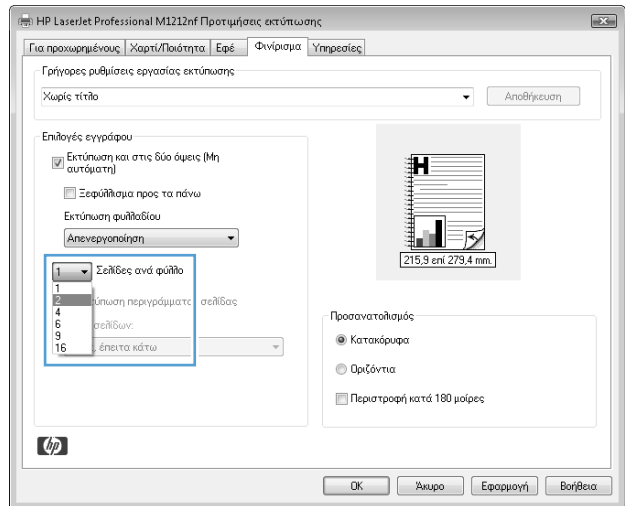 HP LaserJet Professional M1212nf Προτιμήσεις εκτύπωσης
Για προχωρημένους Χαρτί/Ποιότητα Εφέ Φινίρισμα Υπηρεσίες
Γρήγορες ρυθμίσεις εργασίας εκτύπωσης
Χωρίς τίτλο Αποθήκευση
Επιλογές εγγράφου
Εκτύπωση και στις δύο όψεις (Μη
αυτόματη)
Ξεφύλλισμα προς τα πάνω
Εκτύπωση φυλλαδίου
Απενεργοποίηση
1 Σελίδες ανά φύλλο
1
2
4
6
9
16
σελίδας
σελίδων:
έπειτα κάτω
H
215,9 επί 279,4 mm.
Προσανατολισμός
Κατακόρυφα
Οριζόντια
Περιστροφή κατά 180 μοίρες
hp
OK Άκυρο Εφαρμογή Βοήθεια